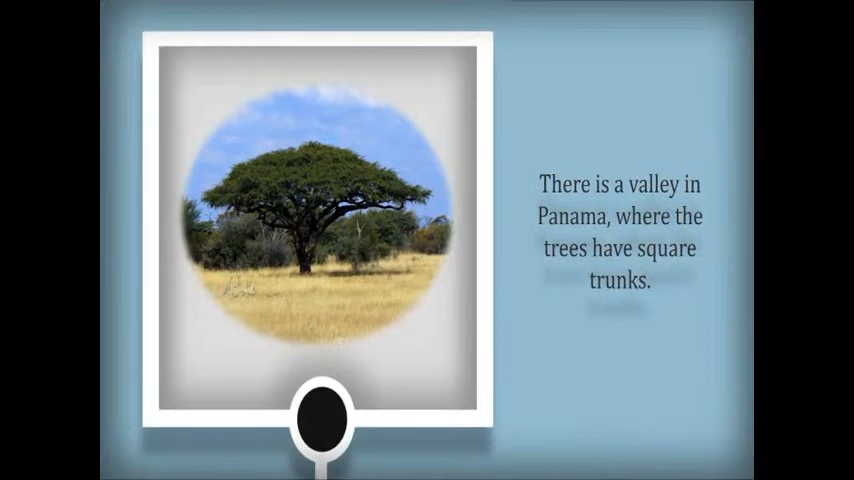 There is a valley in
Panama, where the
trees have square
trunks.